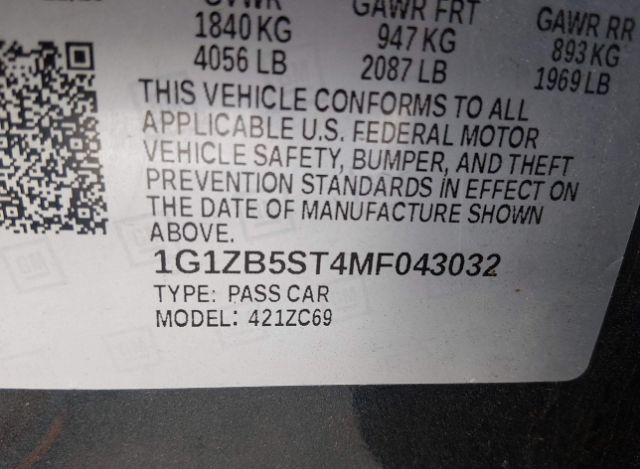 GVWR GAWR FRT GAWR RR
1840 KG 947 KG 893 KG
4056 LB 2087 LB 1969 LB
THIS VEHICLE CONFORMS TO ALL
APPLICABLE U.S. FEDERAL MOTOR
VEHICLE SAFETY, BUMPER, AND THEFT
PREVENTION STANDARDS IN EFFECT ON
THE DATE OF MANUFACTURE SHOWN
ABOVE.
1G1ZB5ST4MF043032
TYPE: PASS CAR
MODEL: 421ZC69